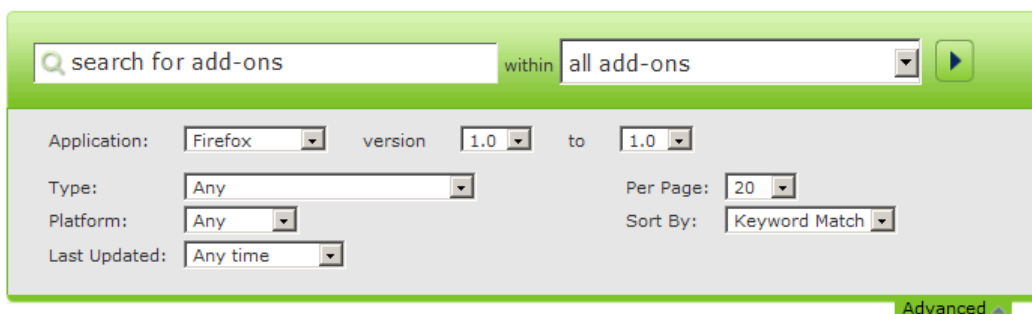 search for add-ons within all add-ons
Application: Firefox version 1.0 to 1.0
Type: Any Per Page: 20
Platform: Any Sort By: Keyword Match
Last Updated: Any time
Advanced